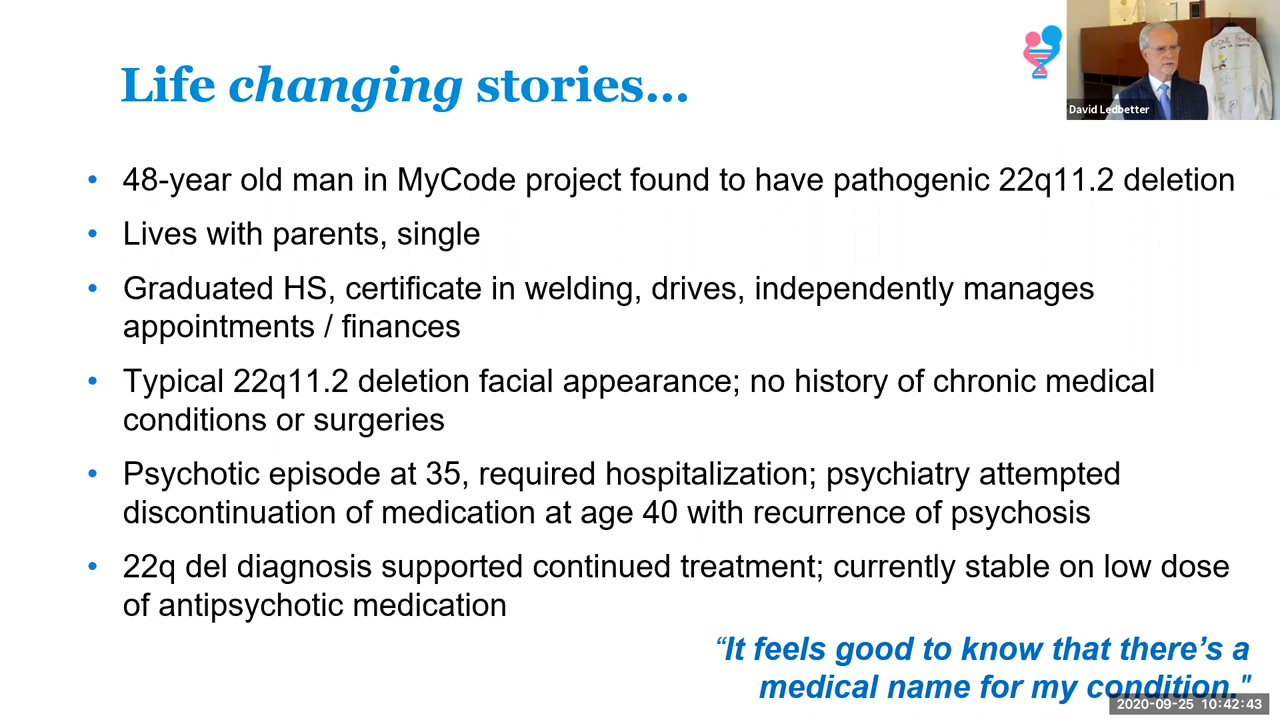 Life changing stories...
David Ledbetter
• 48-year old man in MyCode project found to have pathogenic 22q11.2 deletion
• Lives with parents, single
• Graduated HS, certificate in welding, drives, independently manages
appointments / finances
• Typical 22q11.2 deletion facial appearance; no history of chronic medical
conditions or surgeries
• Psychotic episode at 35, required hospitalization; psychiatry attempted
discontinuation of medication at age 40 with recurrence of psychosis
• 22q del diagnosis supported continued treatment; currently stable on low dose
of antipsychotic medication
“It feels good to know that there’s a
medical name for my condition."
2020-09-25 10:42:43